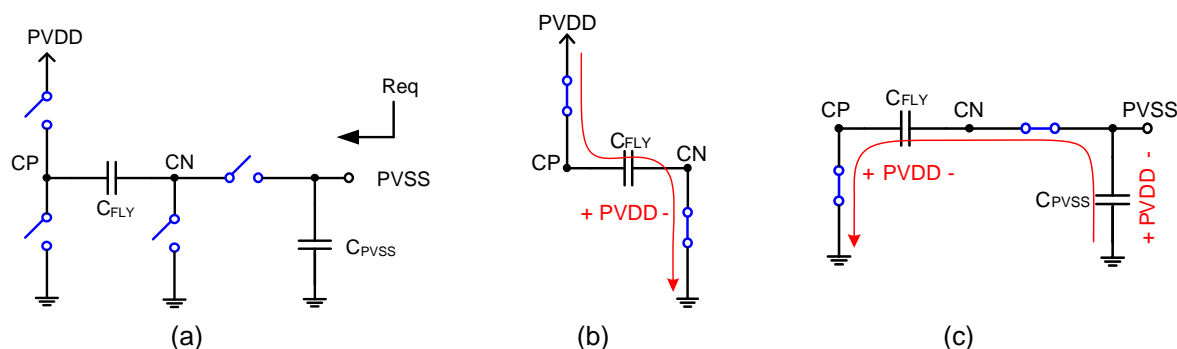 PVDD
Req
CP
CN
CFLY
PVSS
CPVSS
(a)
PVDD
CFLY
CP
CN
+ PVDD -
(b)
CFLY
CP
CN
PVSS
+ PVDD -
CPVSS
+ PVDD -
(c)